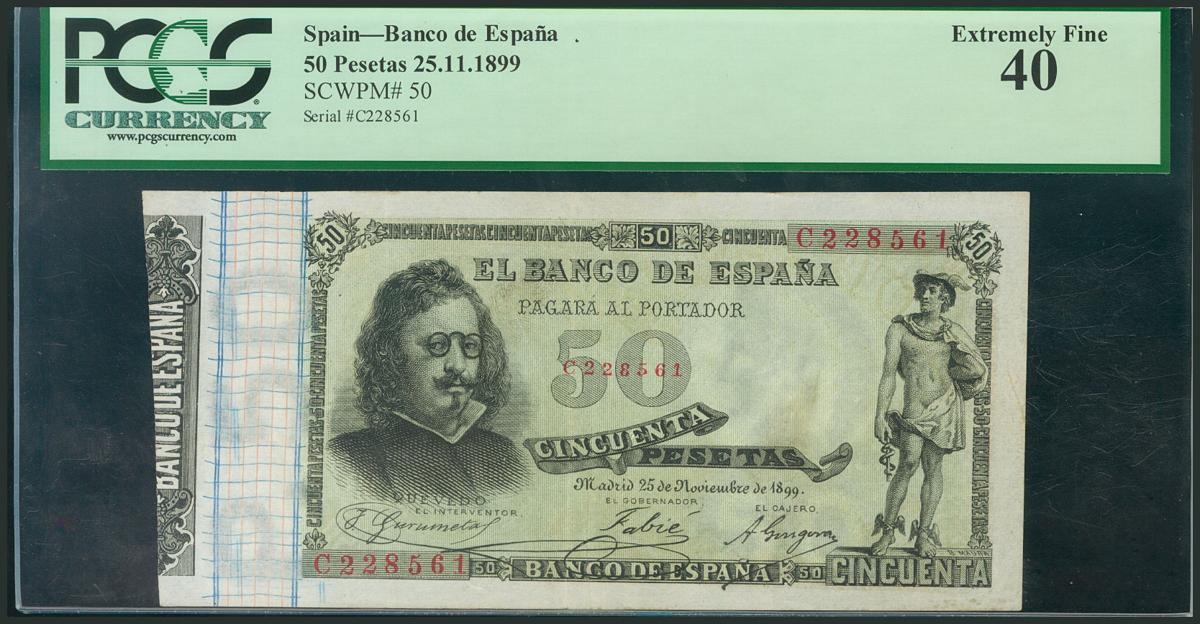 PCGS
CURRENCY
www.pcgscurrency.com
Spain—Banco de España
50 Pesetas 25.11.1899
SCWPM# 50
Serial #C228561
Extremely Fine
40
BANCO DE ESPAÑA
50 CINCUENTA PESETAS CINCUENTA PESETAS 50 CINCUENTA C228561 50
EL BANCO DE ESPAÑA
PAGARÁ AL PORTADOR
50
C228561
CINCUENTA
PESETAS
Madrid 25 de Noviembre de 1899.
QUEVEDO
EL INTERVENTOR,
EL GOBERNADOR,
EL CAJERO,
Fabié
B. MAURA
C228561 50 BANCO DE ESPAÑA 50 CINCUENTA